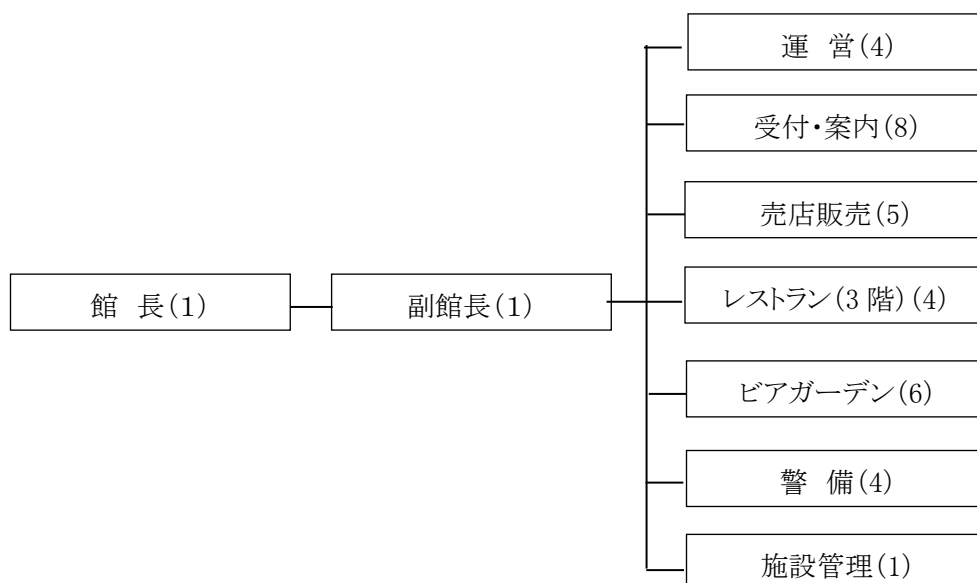 運 営(4)
受付・案内(8)
売店販売(5)
館 長(1)
副館長(1)
レストラン(3 階)(4)
ビアガーデン(6)
警 備(4)
施設管理(1)